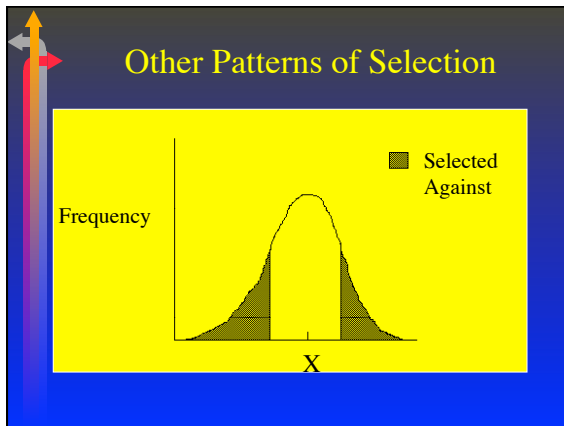 Other Patterns of Selection
Selected
Against
Frequency
X